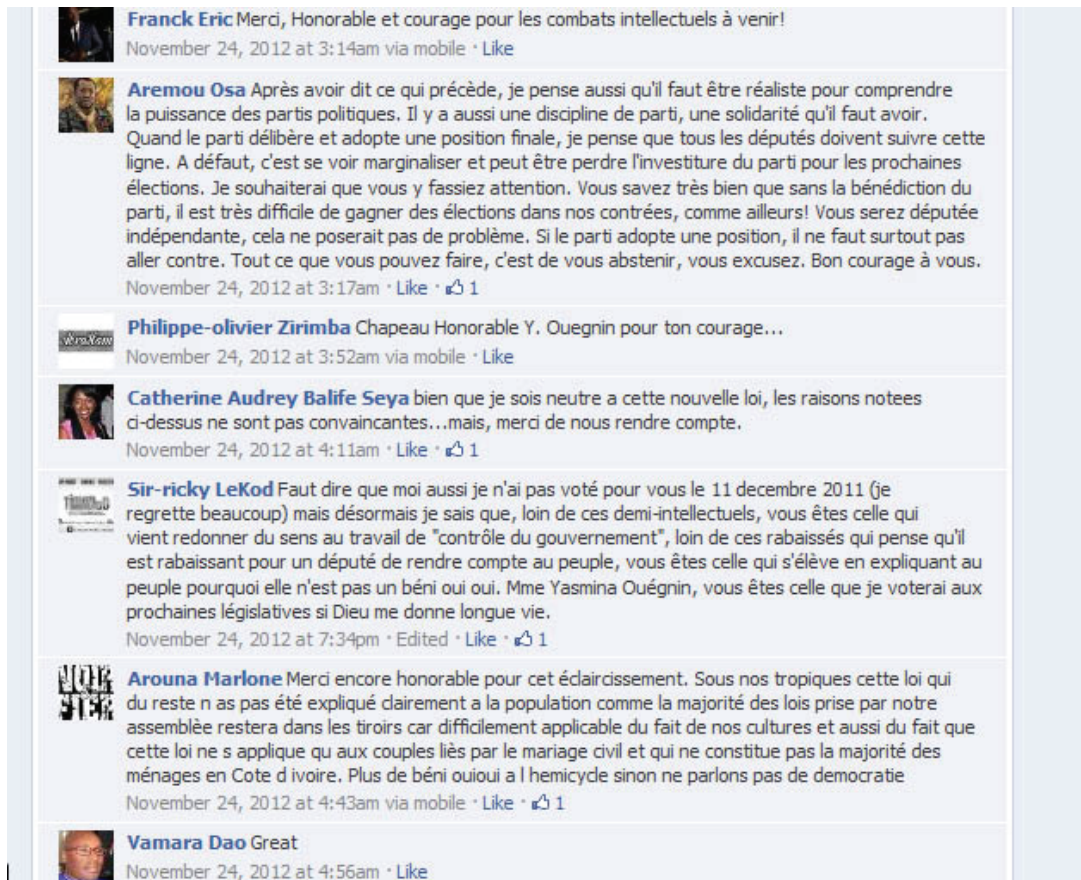 Franck Eric Merci, Honorable et courage pour les combats intellectuels à venir!
November 24, 2012 at 3:14am via mobile · Like
Aremou Osa Après avoir dit ce qui précède, je pense aussi qu'il faut être réaliste pour comprendre
la puissance des partis politiques. Il y a aussi une discipline de parti, une solidarité qu'il faut avoir.
Quand le parti délibère et adopte une position finale, je pense que tous les députés doivent suivre cette
ligne. A défaut, c'est se voir marginaliser et peut être perdre l'investiture du parti pour les prochaines
élections. Je souhaiterai que vous y fassiez attention. Vous savez très bien que sans la bénédiction du
parti, il est très difficile de gagner des élections dans nos contrées, comme ailleurs! Vous serez députée
indépendante, cela ne poserait pas de problème. Si le parti adopte une position, il ne faut surtout pas
aller contre. Tout ce que vous pouvez faire, c'est de vous abstenir, vous excusez. Bon courage à vous.
November 24, 2012 at 3:17am · Like · 1
Philippe-olivier Zirimba Chapeau Honorable Y. Ouegnin pour ton courage...
November 24, 2012 at 3:52am via mobile · Like
Catherine Audrey Balife Seya bien que je sois neutre a cette nouvelle loi, les raisons notees
ci-dessus ne sont pas convaincantes...mais, merci de nous rendre compte.
November 24, 2012 at 4:11am · Like · 1
Sir-ricky LeKod Faut dire que moi aussi je n'ai pas voté pour vous le 11 decembre 2011 (je
regrette beaucoup) mais désormais je sais que, loin de ces demi-intellectuels, vous êtes celle qui
vient redonner du sens au travail de "contrôle du gouvernement", loin de ces rabaissés qui pense qu'il
est rabaissant pour un député de rendre compte au peuple, vous êtes celle qui s'élève en expliquant au
peuple pourquoi elle n'est pas un béni oui oui. Mme Yasmina Ouégnin, vous êtes celle que je voterai aux
prochaines législatives si Dieu me donne longue vie.
November 24, 2012 at 7:34pm · Edited · Like · 1
Arouna Marlone Merci encore honorable pour cet éclaircissement. Sous nos tropiques cette loi qui
du reste n as pas été expliqué clairement a la population comme la majorité des lois prise par notre
assemblèe restera dans les tiroirs car difficilement applicable du fait de nos cultures et aussi du fait que
cette loi ne s applique qu aux couples liès par le mariage civil et qui ne constitue pas la majorité des
ménages en Cote d ivoire. Plus de béni ouioui a l hemicycle sinon ne parlons pas de democratie
November 24, 2012 at 4:43am via mobile · Like · 1
Vamara Dao Great
November 24, 2012 at 4:56am · Like